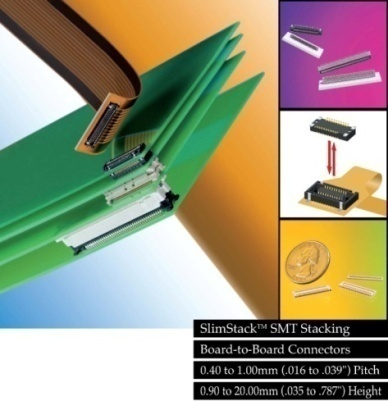 SlimStack™ SMT Stacking
Board-to-Board Connectors
0.40 to 1.00mm (.016 to .039") Pitch
0.90 to 20.00mm (.035 to .787") Height